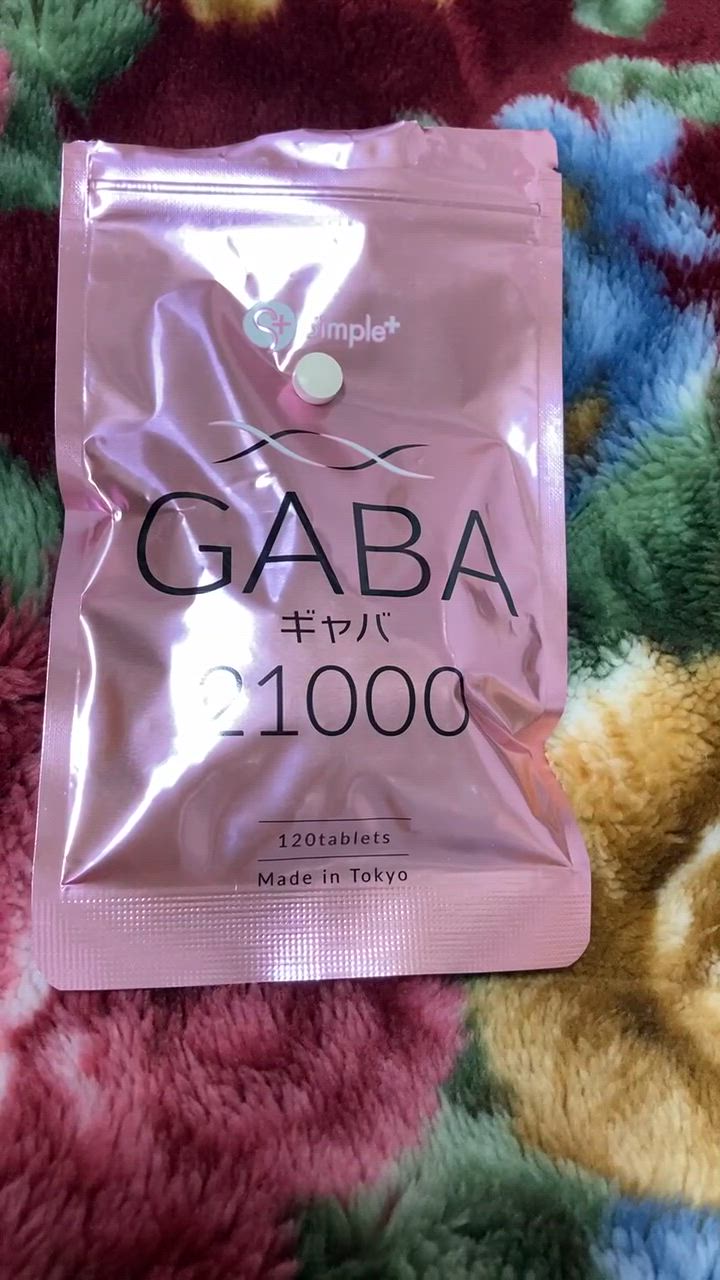 simple+
GABA
ギャバ
21000
120tablets
Made in Tokyo